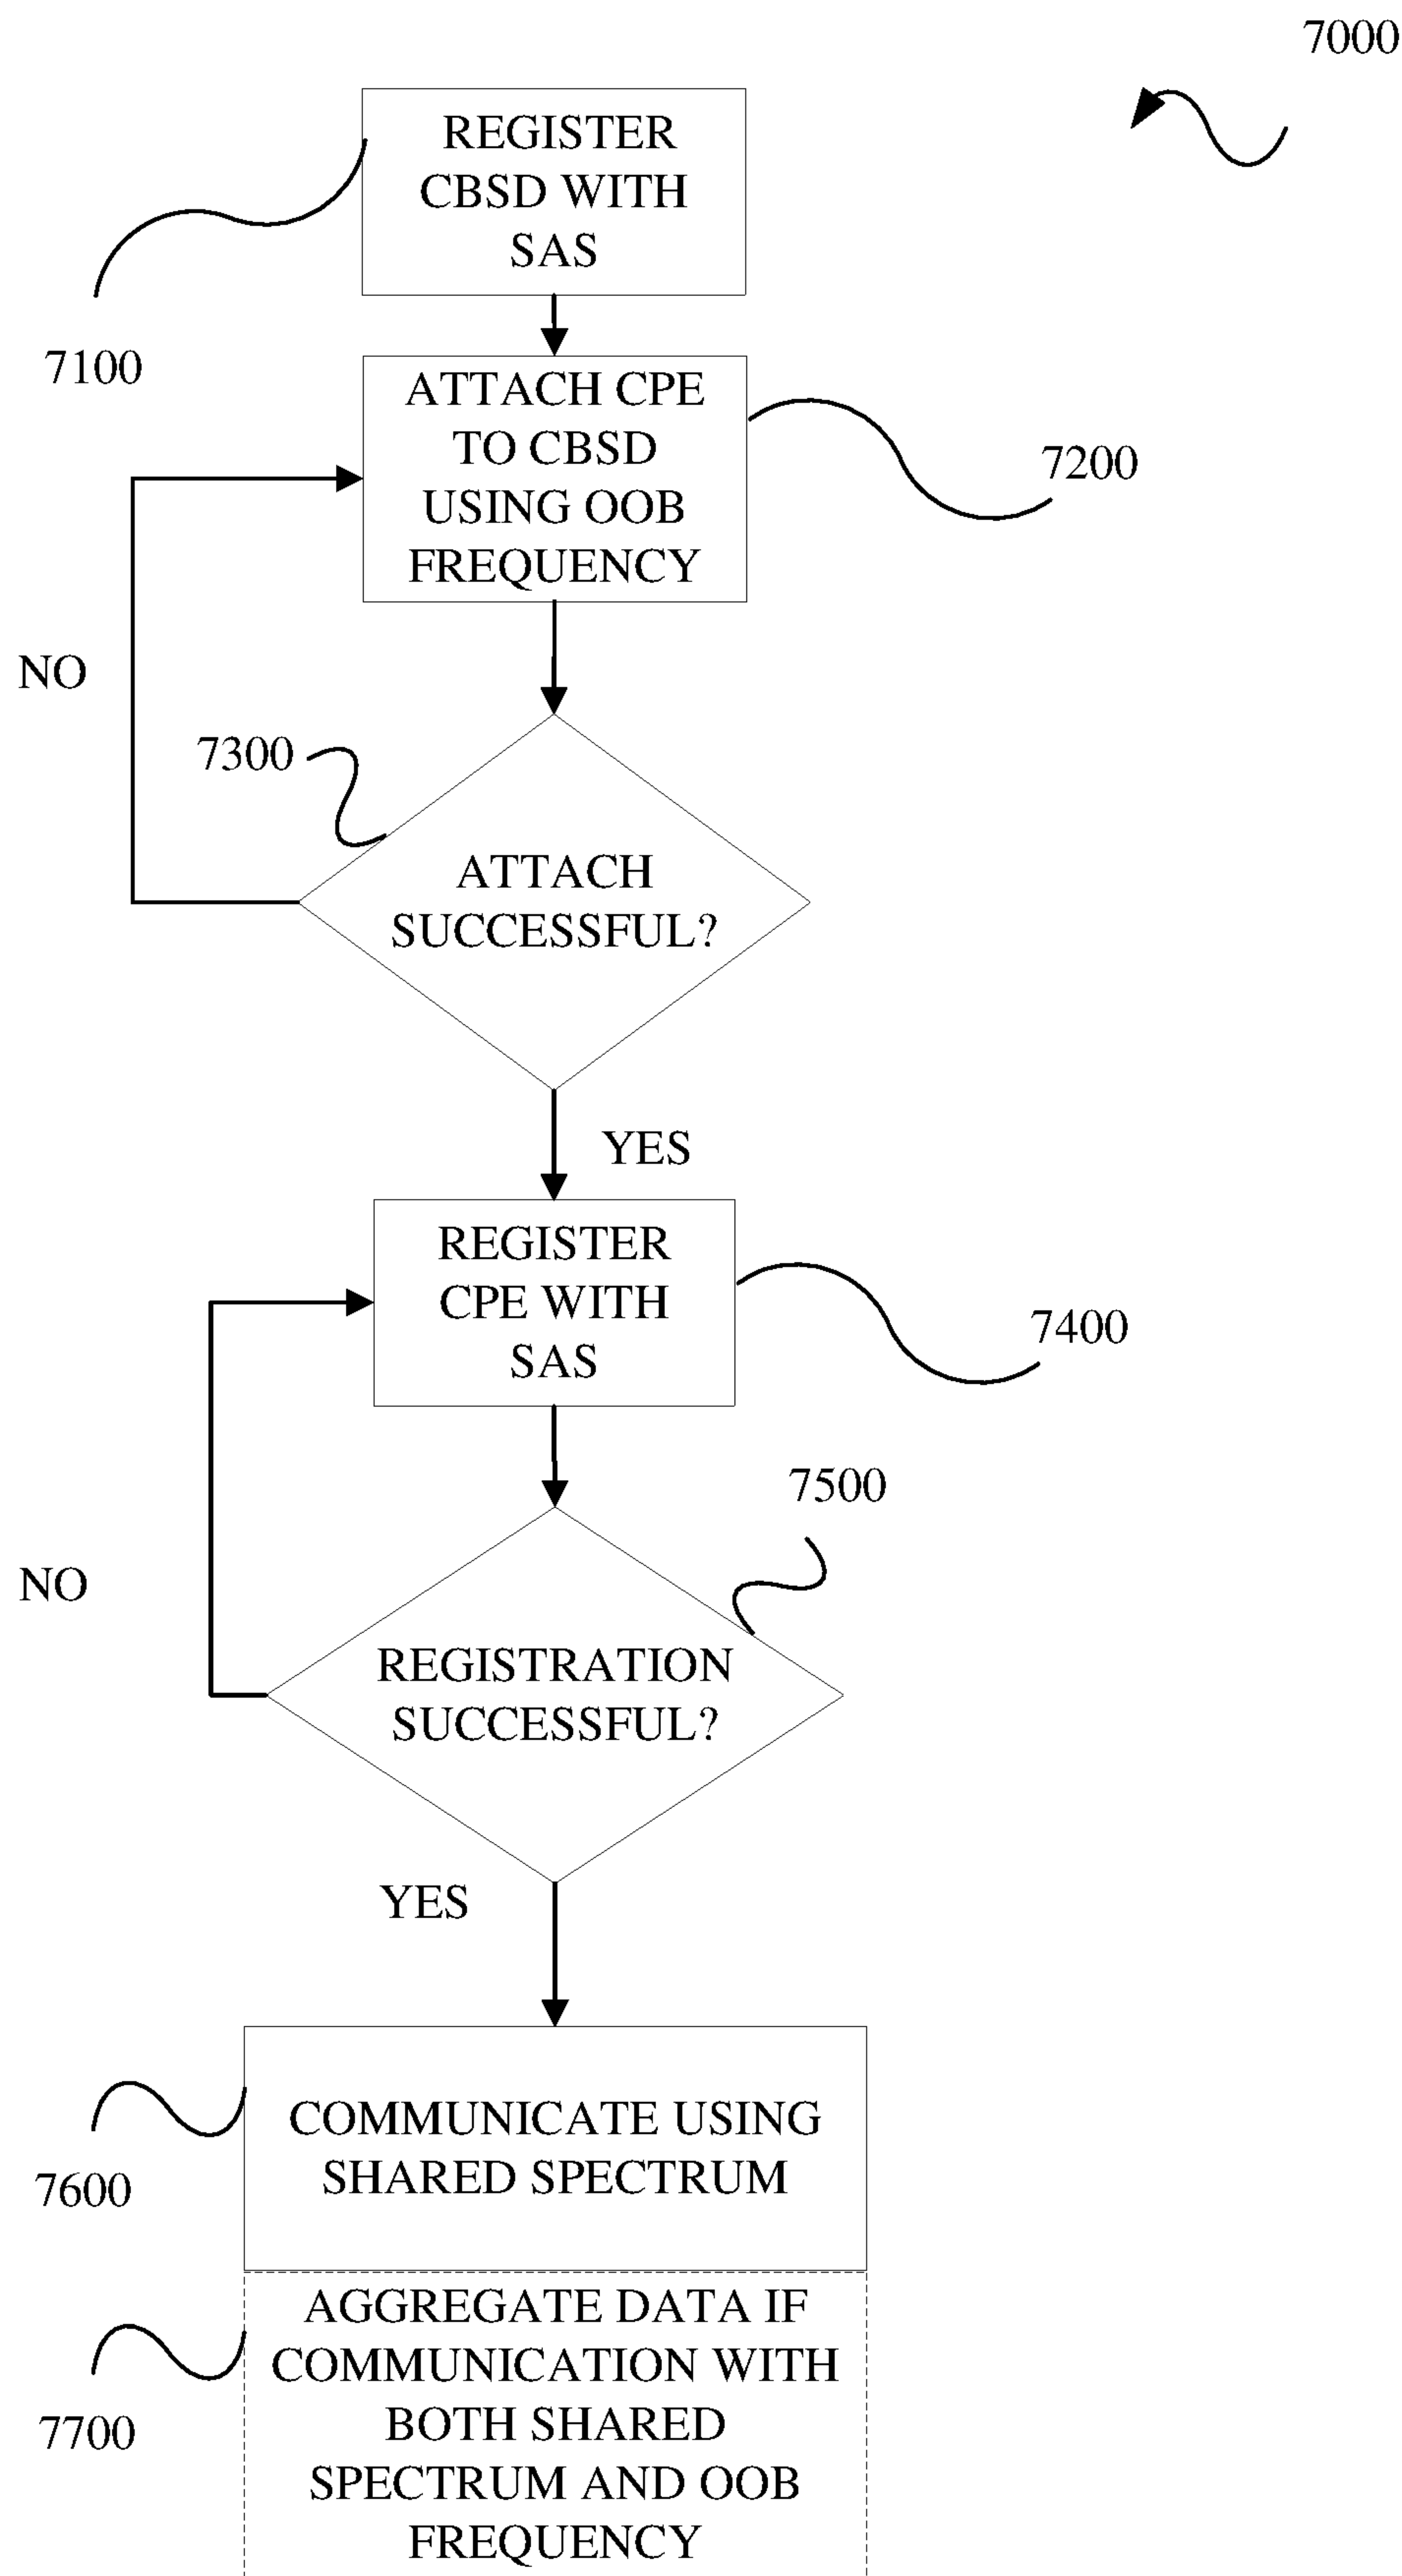 7000
REGISTER
CBSD WITH
SAS
7100
ATTACH CPE
TO CBSD
USING OOB
FREQUENCY
7200
NO
7300
ATTACH
SUCCESSFUL?
YES
REGISTER
CPE WITH
SAS
7400
7500
NO
REGISTRATION
SUCCESSFUL?
YES
COMMUNICATE USING
SHARED SPECTRUM
7600
AGGREGATE DATA IF
COMMUNICATION WITH
BOTH SHARED
SPECTRUM AND OOB
FREQUENCY
7700